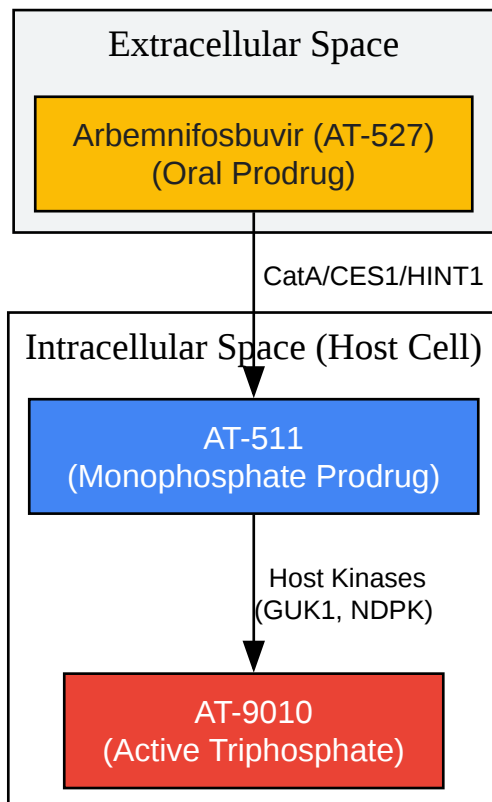 Extracellular Space
Arbemnifosbuvir (AT-527)
(Oral Prodrug)
CatA/CES1/HINT1
Intracellular Space (Host Cell)
AT-511
(Monophosphate Prodrug)
Host Kinases
(GUK1, NDPK)
AT-9010
(Active Triphosphate)